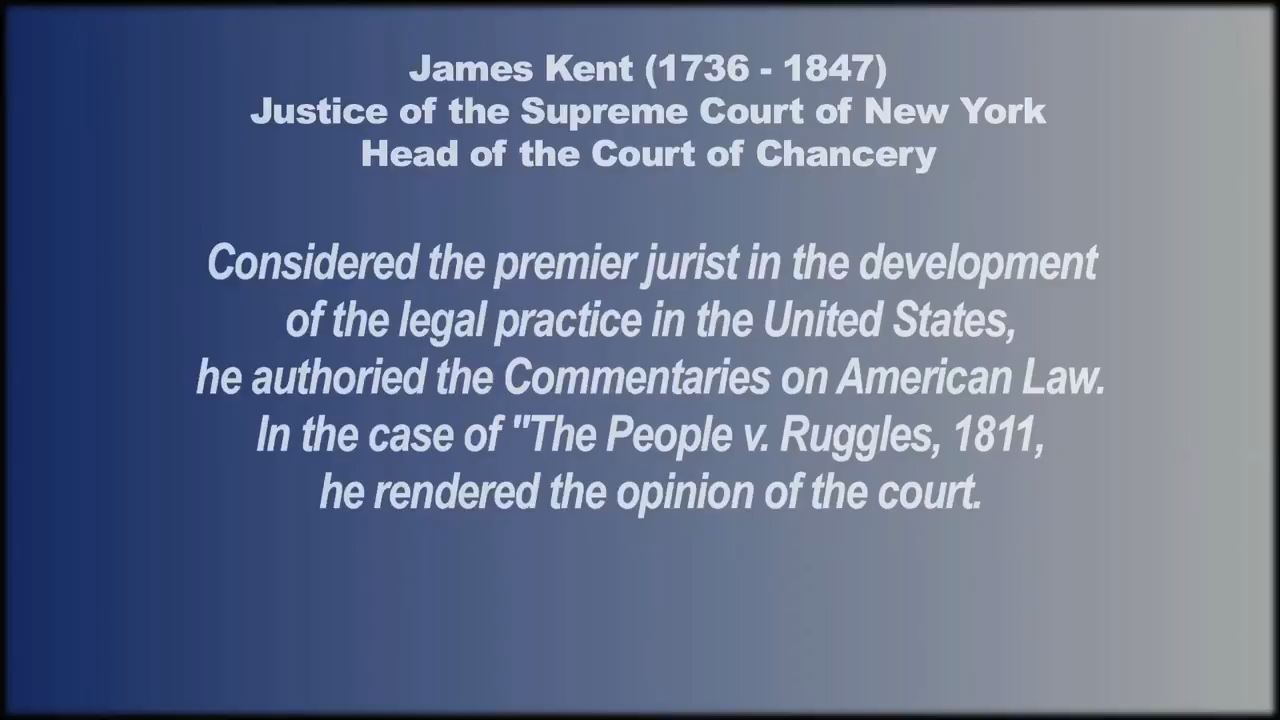 James Kent (1736 - 1847)
Justice of the Supreme Court of New York
Head of the Court of Chancery
Considered the premier jurist in the development
of the legal practice in the United States,
he authoried the Commentaries on American Law.
In the case of "The People v. Ruggles, 1811,
he rendered the opinion of the court.